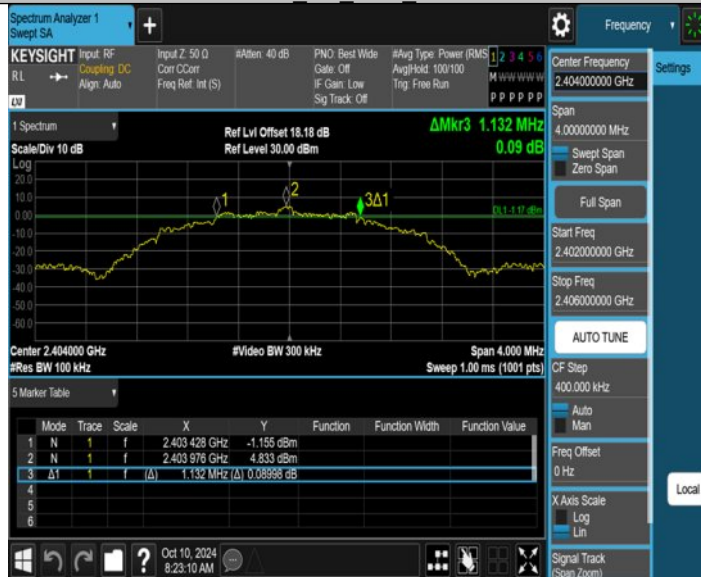 Spectrum Analyzer 1
Swept SA
+
Frequency
KEYSIGHT
RL
Input: RF
Coupling: DC
Align: Auto
Input Z: 50 Ω
Corr CCorr
Freq Ref: Int (S)
#Atten: 40 dB
PNO: Best Wide
Gate: Off
IF Gain: Low
Sig Track: Off
#Avg Type: Power (RMS
Avg|Hold: 100/100
Trig: Free Run
1 2 3 4 5 6
M W W W W W
P P P P P P
LXI
1 Spectrum
Scale/Div 10 dB
Ref Lvl Offset 18.18 dB
Ref Level 30.00 dBm
ΔMkr3 1.132 MHz
0.09 dB
Log
20.0
10.0
0.00
-10.0
-20.0
-30.0
-40.0
-50.0
-60.0
1
2
3Δ1
DL1 -1.17 dBm
Center 2.404000 GHz
#Res BW 100 kHz
#Video BW 300 kHz
Span 4.000 MHz
Sweep 1.00 ms (1001 pts)
5 Marker Table
Mode Trace Scale X Y Function Function Width Function Value
1 N 1 f 2.403 428 GHz -1.155 dBm
2 N 1 f 2.403 976 GHz 4.833 dBm
3 Δ1 1 f (Δ) 1.132 MHz (Δ) 0.08998 dB
4
5
6
Oct 10, 2024
8:23:10 AM
?
Center Frequency
2.404000000 GHz
Settings
Span
4.00000000 MHz
Swept Span
Zero Span
Full Span
Start Freq
2.402000000 GHz
Stop Freq
2.406000000 GHz
AUTO TUNE
CF Step
400.000 kHz
Auto
Man
Freq Offset
0 Hz
X Axis Scale
Log
Lin
Local
Signal Track
(Span Zoom)